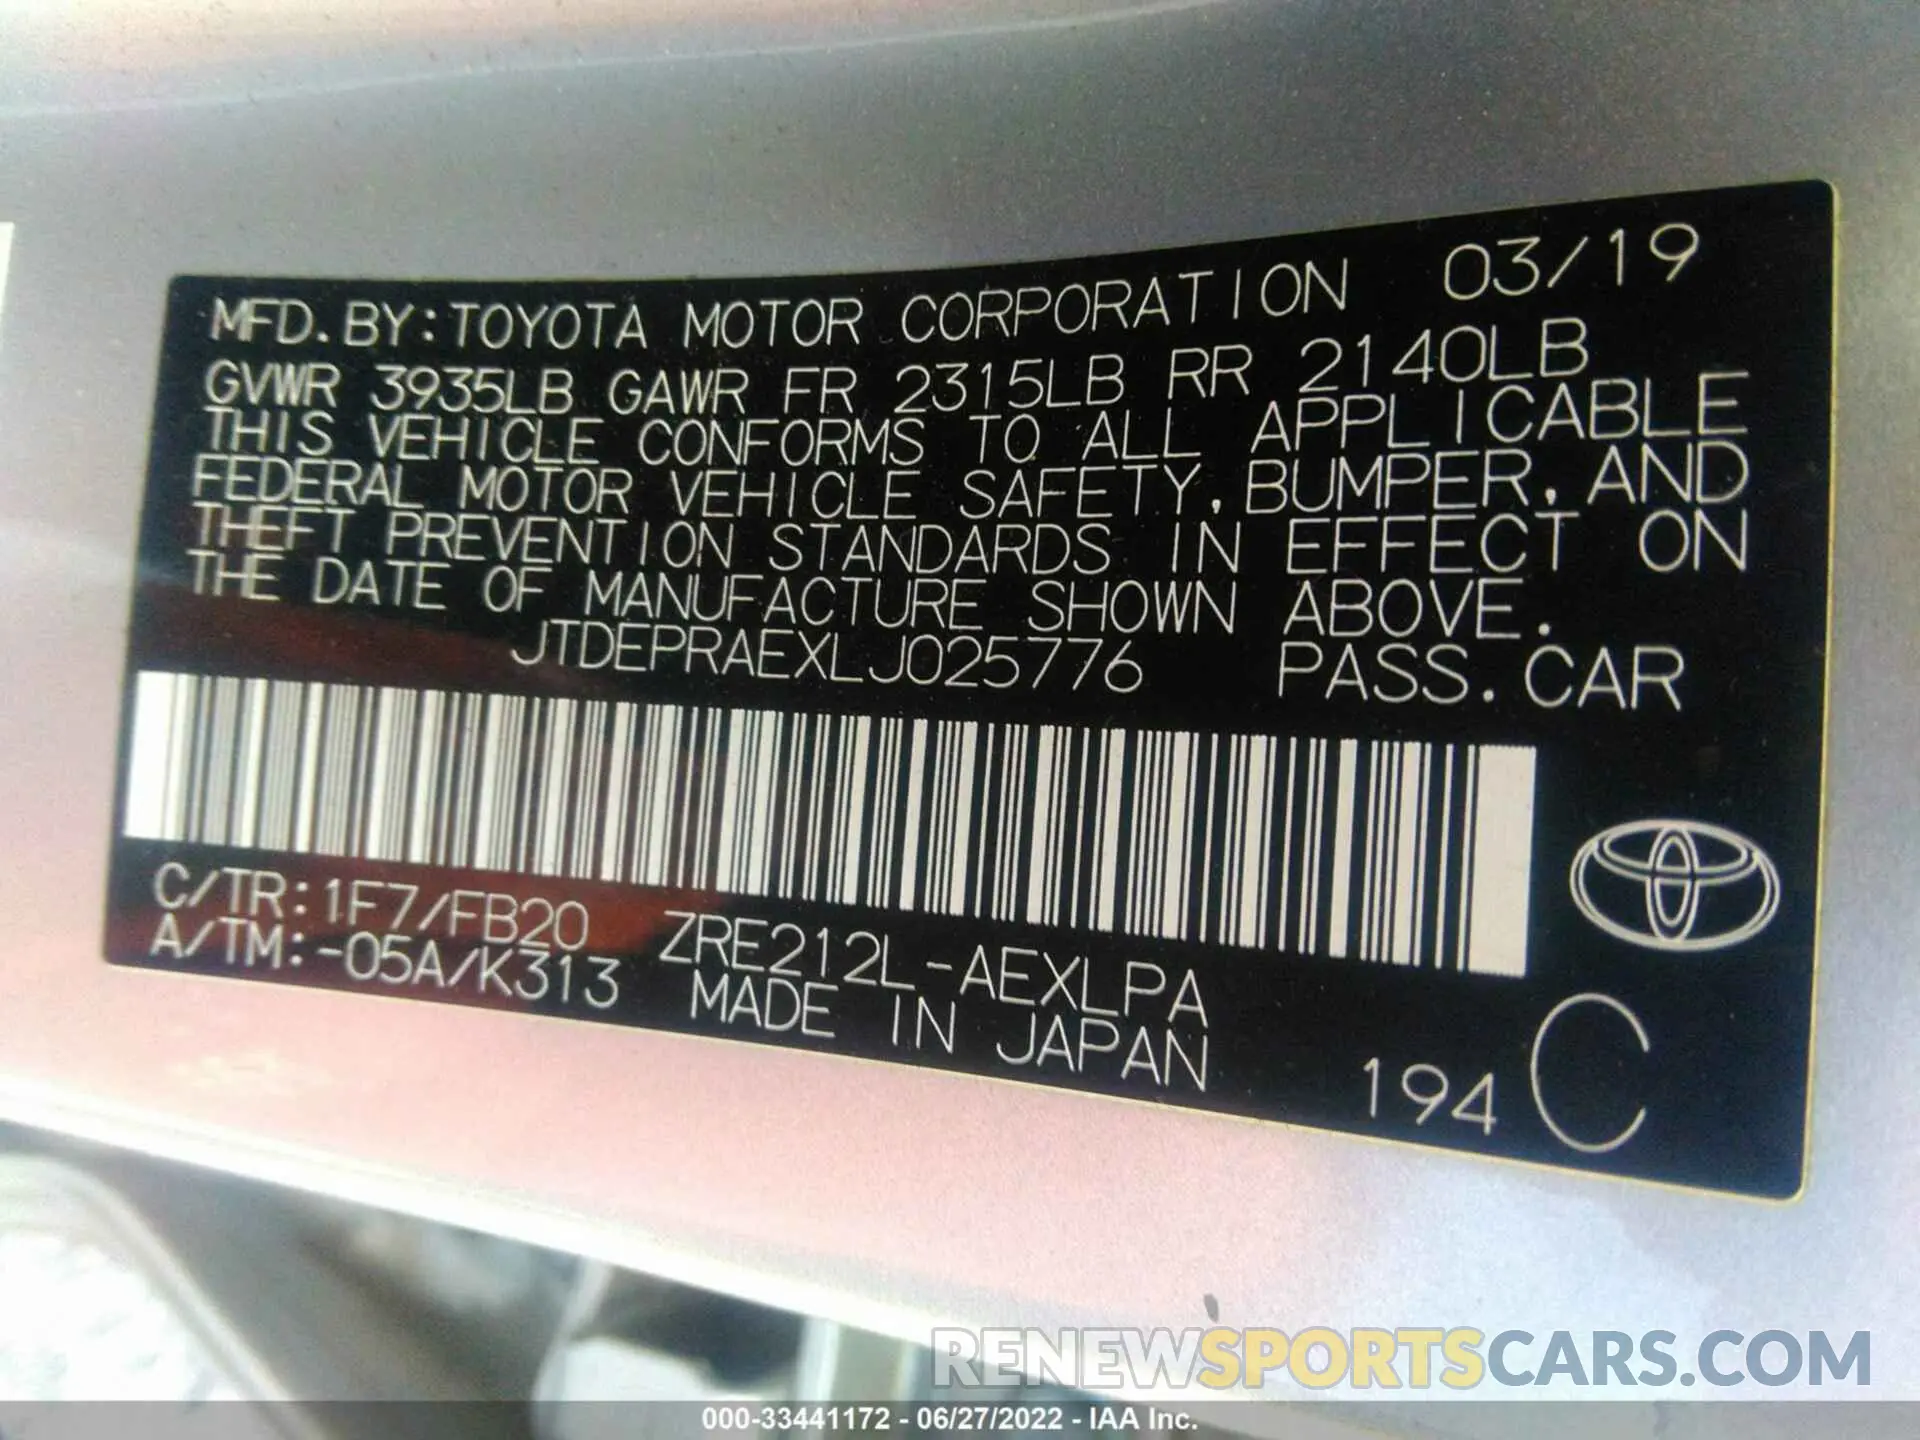 MFD. BY: TOYOTA MOTOR CORPORATION 03/19
GVWR 3935LB GAWR FR 2315LB RR 2140LB
THIS VEHICLE CONFORMS TO ALL APPLICABLE
FEDERAL MOTOR VEHICLE SAFETY, BUMPER, AND
THEFT PREVENTION STANDARDS IN EFFECT ON
THE DATE OF MANUFACTURE SHOWN ABOVE.
JTDEPRAEXLJ025776 PASS. CAR
C/TR: 1F7/FB20 ZRE212L-AEXLPA
A/TM: -05A/K313 MADE IN JAPAN
194 C
RENEWSPORTSCARS.COM
000-33441172 - 06/27/2022 - IAA Inc.